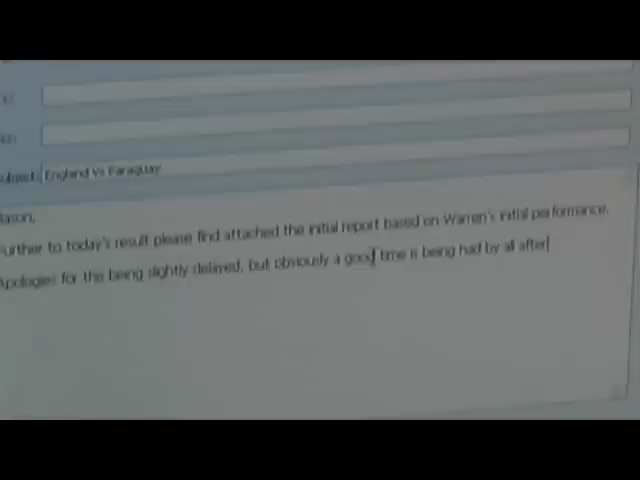 England Vs Paraguay
Jason,
Further to today's result please find attached the initial report based on Warren's initial performance.
Apologies for the being slightly delayed, but obviously a good time is being had by all after